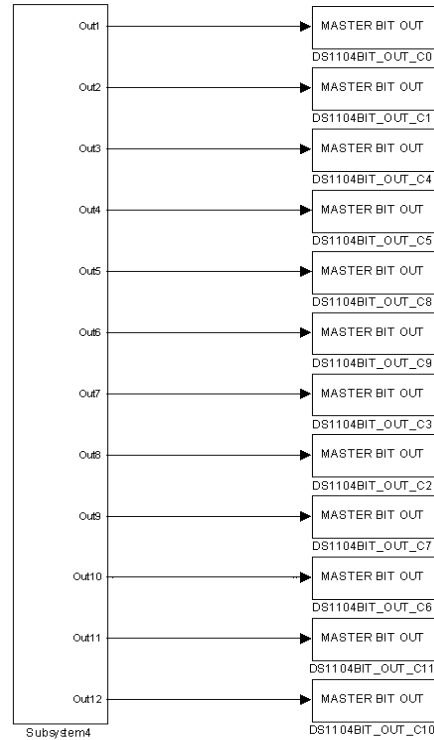 Out1 MASTER BIT OUT
DS1104BIT_OUT_C0
Out2 MASTER BIT OUT
DS1104BIT_OUT_C1
Out3 MASTER BIT OUT
DS1104BIT_OUT_C4
Out4 MASTER BIT OUT
DS1104BIT_OUT_C5
Out5 MASTER BIT OUT
DS1104BIT_OUT_C8
Out6 MASTER BIT OUT
DS1104BIT_OUT_C9
Out7 MASTER BIT OUT
DS1104BIT_OUT_C3
Out8 MASTER BIT OUT
DS1104BIT_OUT_C2
Out9 MASTER BIT OUT
DS1104BIT_OUT_C7
Out10 MASTER BIT OUT
DS1104BIT_OUT_C6
Out11 MASTER BIT OUT
DS1104BIT_OUT_C11
Out12 MASTER BIT OUT
Subsystem4 DS1104BIT_OUT_C10